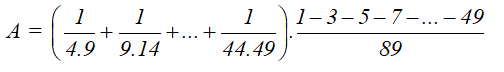 A = (1/4.9 + 1/9.14 + ... + 1/44.49) . (1 – 3 – 5 – 7 – ... – 49)/89